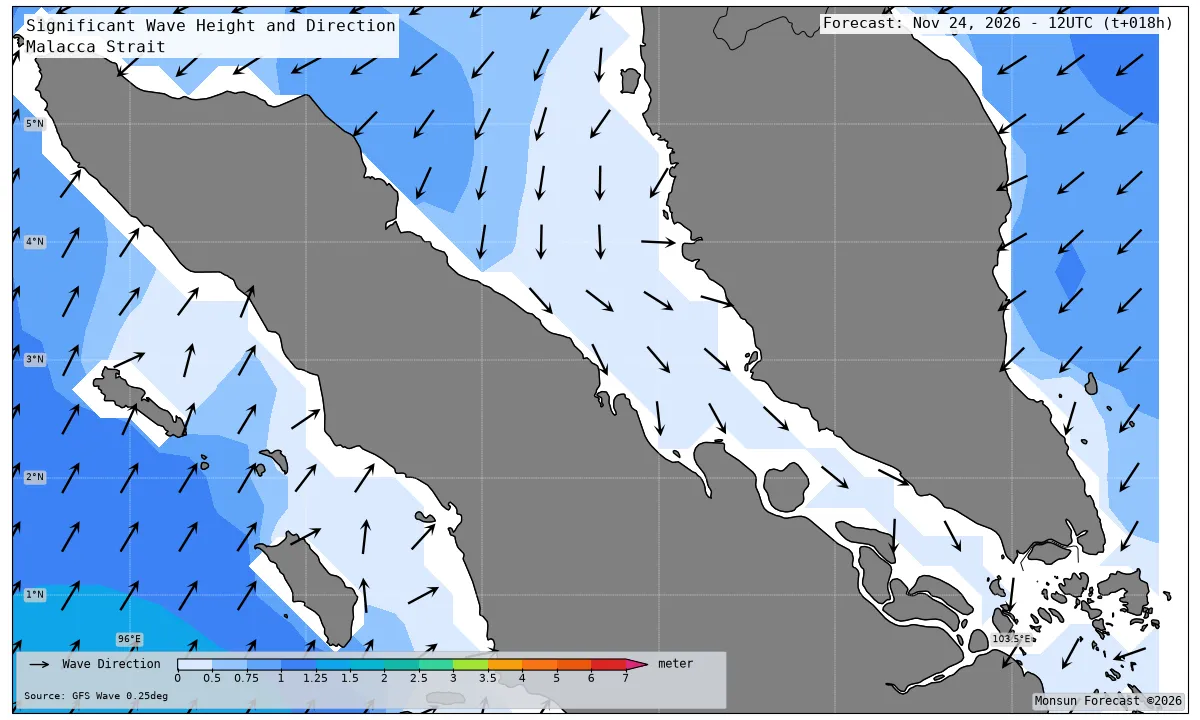 Significant Wave Height and Direction
Malacca Strait
Forecast: Nov 24, 2026 - 12UTC (t+018h)
5°N
4°N
3°N
2°N
1°N
96°E
103.5°E
Wave Direction
meter
0 0.5 0.75 1 1.25 1.5 2 2.5 3 3.5 4 5 6 7
Source: GFS Wave 0.25deg
Monsun Forecast ©2026